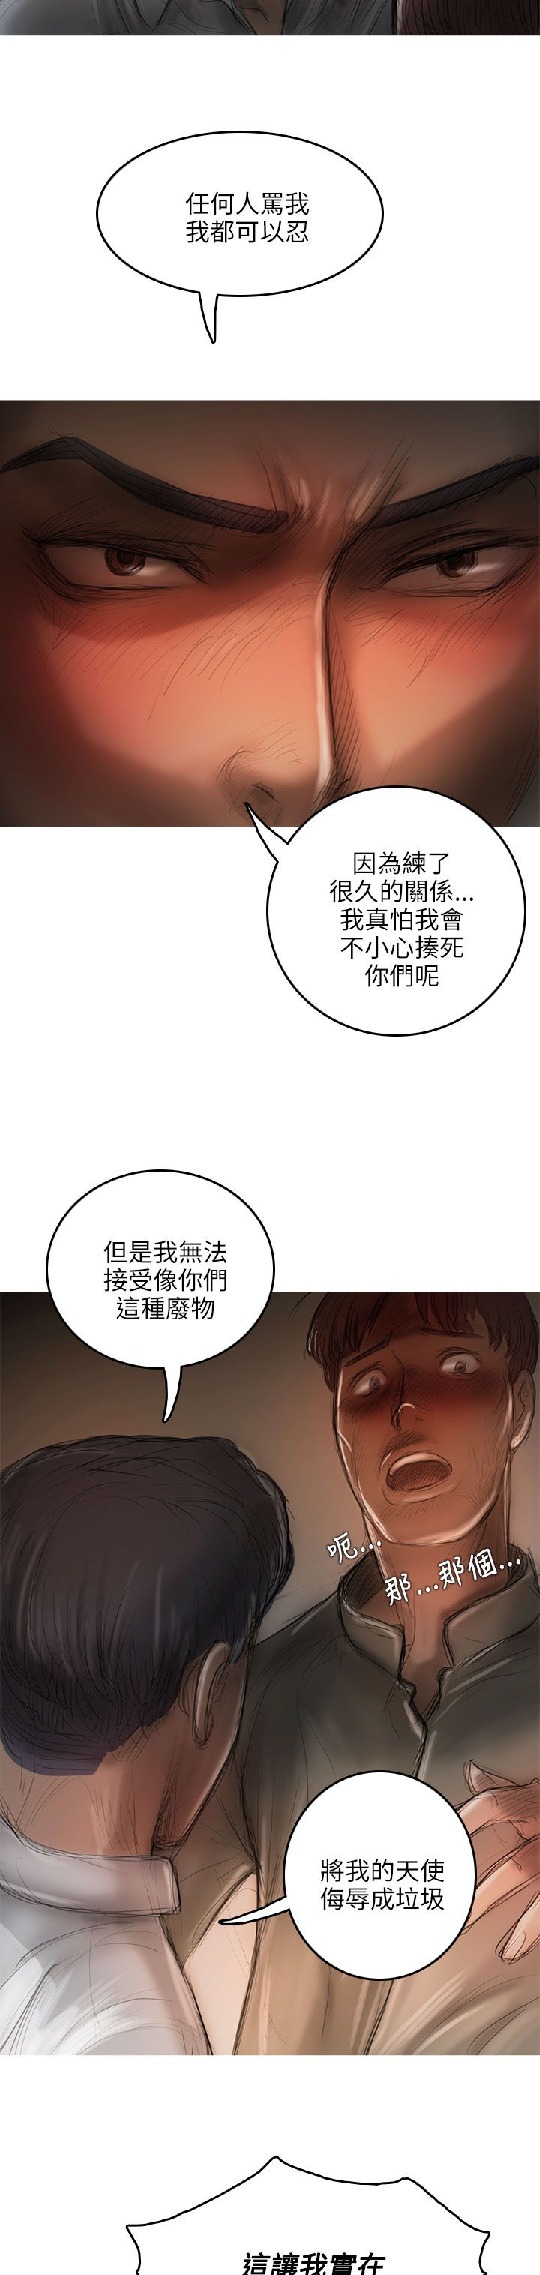 任何人罵我
我都可以忍
因為練了
很久的關係...
我真怕我會
不小心揍死
你們呢
但是我無法
接受像你們
這種廢物
呃...
那...那個...
將我的天使
侮辱成垃圾
這讓我實在